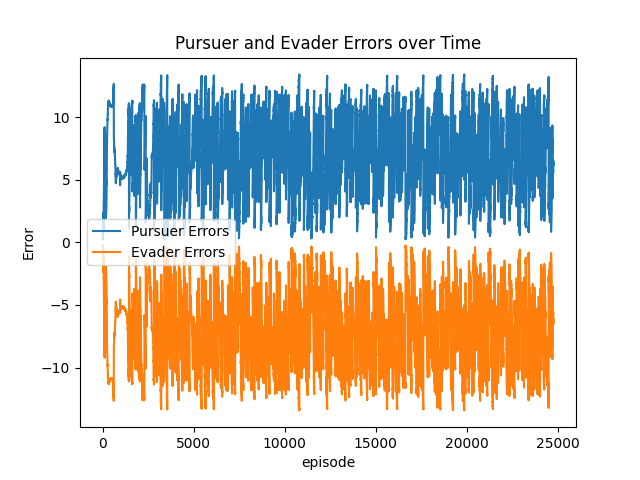 Pursuer and Evader Errors over Time
10
5
0
−5
−10
Error
Pursuer Errors
Evader Errors
0 5000 10000 15000 20000 25000
episode